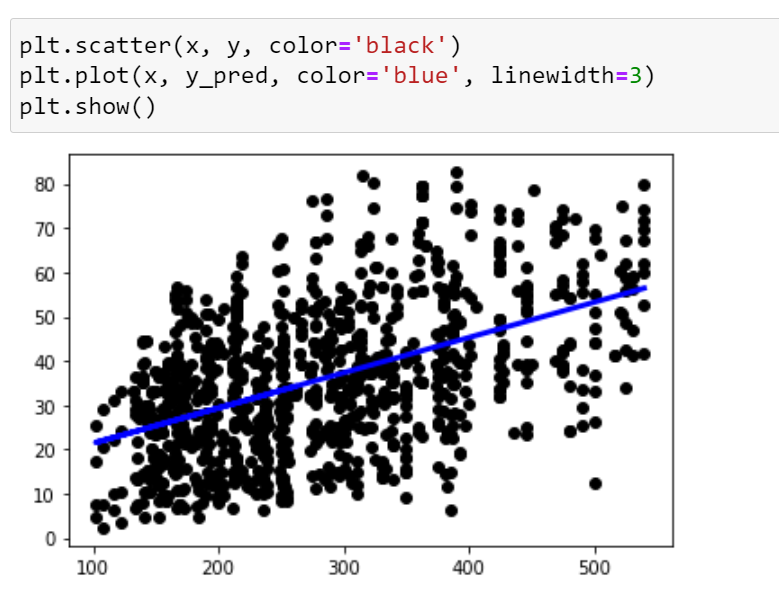 plt.scatter(x, y, color='black')
plt.plot(x, y_pred, color='blue', linewidth=3)
plt.show()
80
70
60
50
40
30
20
10
0
100 200 300 400 500